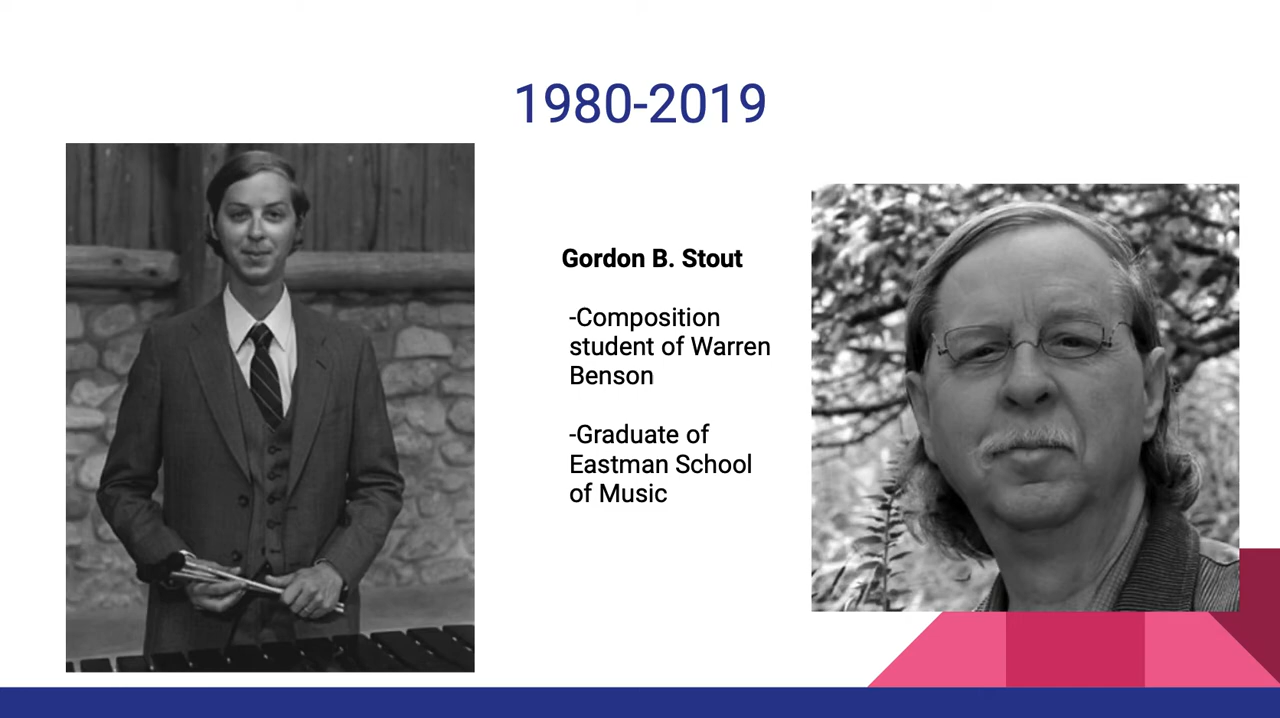 1980-2019
Gordon B. Stout
-Composition
student of Warren
Benson
-Graduate of
Eastman School
of Music